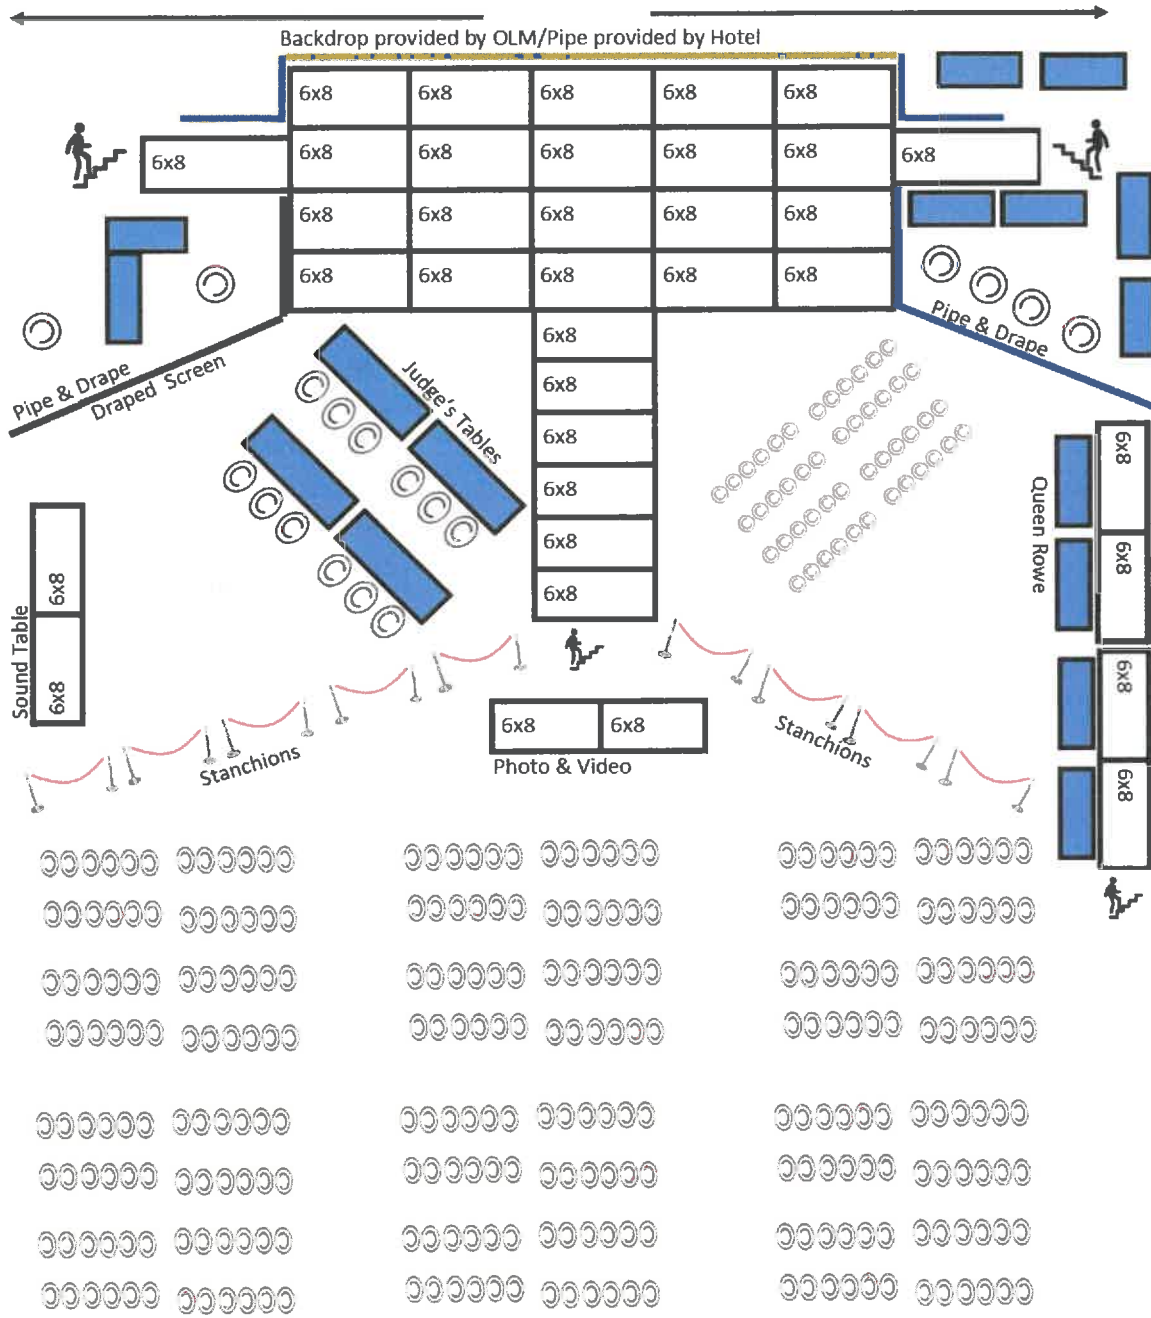 Backdrop provided by OLM/Pipe provided by Hotel
6x8 6x8 6x8 6x8 6x8
6x8 6x8 6x8 6x8 6x8 6x8 6x8
6x8 6x8 6x8 6x8 6x8
6x8 6x8 6x8 6x8 6x8
Pipe & Drape
Pipe & Drape
Draped Screen
Judge's Tables
6x8
6x8
6x8
6x8
6x8
6x8
Queen Rowe
6x8
6x8
6x8
6x8
Sound Table
6x8
6x8
Stanchions
6x8 6x8
Photo & Video
Stanchions